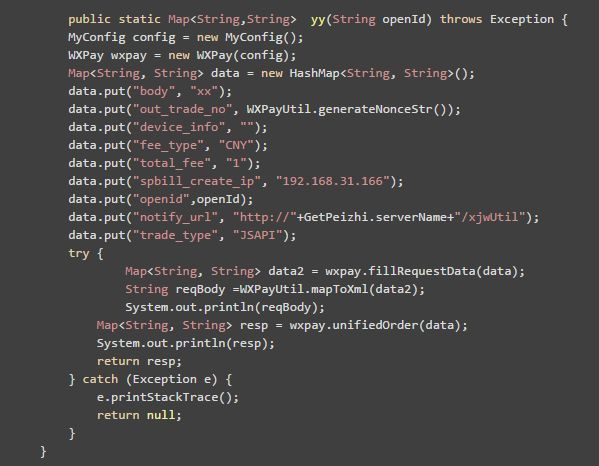 public static Map<String,String>  yy(String openId) throws Exception {
MyConfig config = new MyConfig();
WXPay wxpay = new WXPay(config);
Map<String, String> data = new HashMap<String, String>();
data.put("body", "xx");
data.put("out_trade_no", WXPayUtil.generateNonceStr());
data.put("device_info", "");
data.put("fee_type", "CNY");
data.put("total_fee", "1");
data.put("spbill_create_ip", "192.168.31.166");
data.put("openid",openId);
data.put("notify_url", "http://"+GetPeizhi.serverName+"/xjwUtil");
data.put("trade_type", "JSAPI");
try {
Map<String, String> data2 = wxpay.fillRequestData(data);
String reqBody =WXPayUtil.mapToXml(data2);
System.out.println(reqBody);
Map<String, String> resp = wxpay.unifiedOrder(data);
System.out.println(resp);
return resp;
} catch (Exception e) {
e.printStackTrace();
return null;
}
}